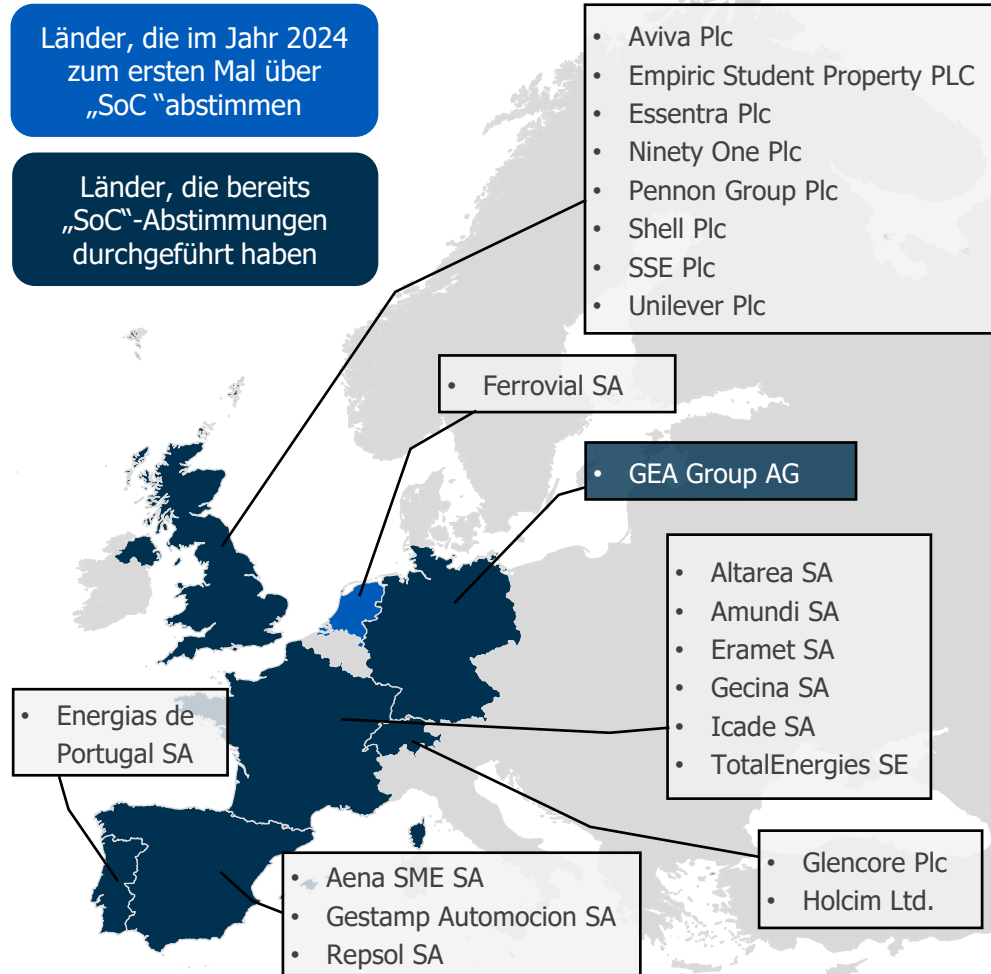 Länder, die im Jahr 2024
zum ersten Mal über
„SoC “abstimmen
Länder, die bereits
„SoC“-Abstimmungen
durchgeführt haben
• Aviva Plc
• Empiric Student Property PLC
• Essentra Plc
• Ninety One Plc
• Pennon Group Plc
• Shell Plc
• SSE Plc
• Unilever Plc
• Ferrovial SA
• GEA Group AG
• Altarea SA
• Amundi SA
• Eramet SA
• Gecina SA
• Icade SA
• TotalEnergies SE
• Energias de
Portugal SA
• Glencore Plc
• Holcim Ltd.
• Aena SME SA
• Gestamp Automocion SA
• Repsol SA